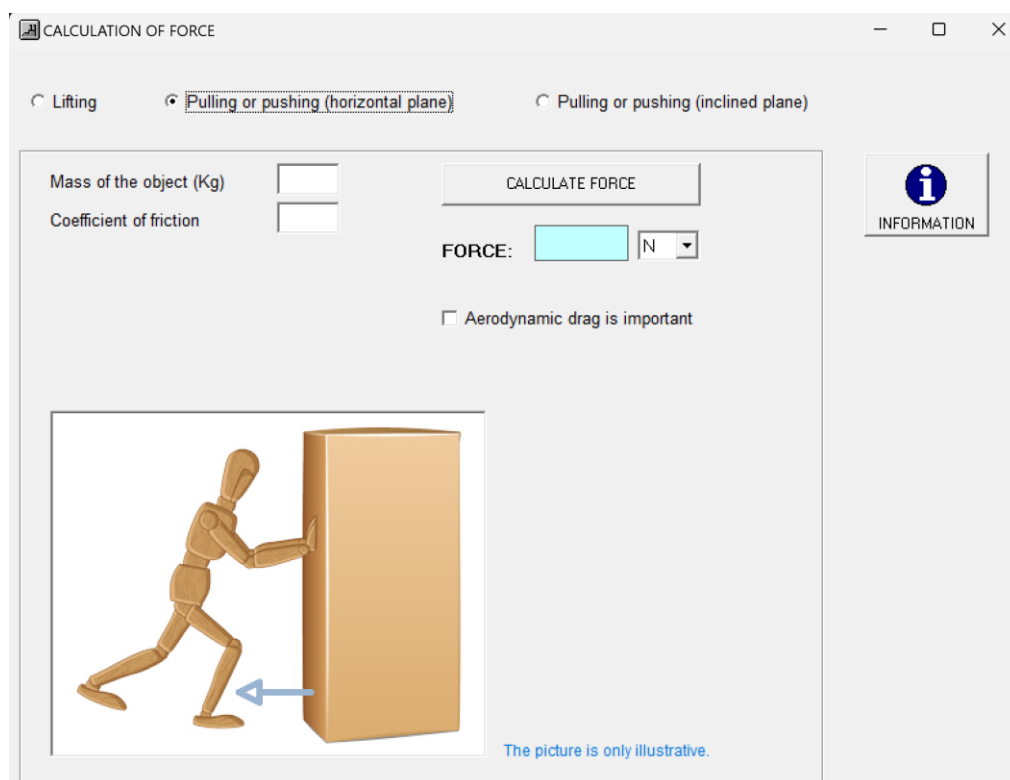 CALCULATION OF FORCE
Lifting
Pulling or pushing (horizontal plane)
Pulling or pushing (inclined plane)
Mass of the object (Kg)
CALCULATE FORCE
INFORMATION
Coefficient of friction
FORCE:
N
Aerodynamic drag is important
The picture is only illustrative.